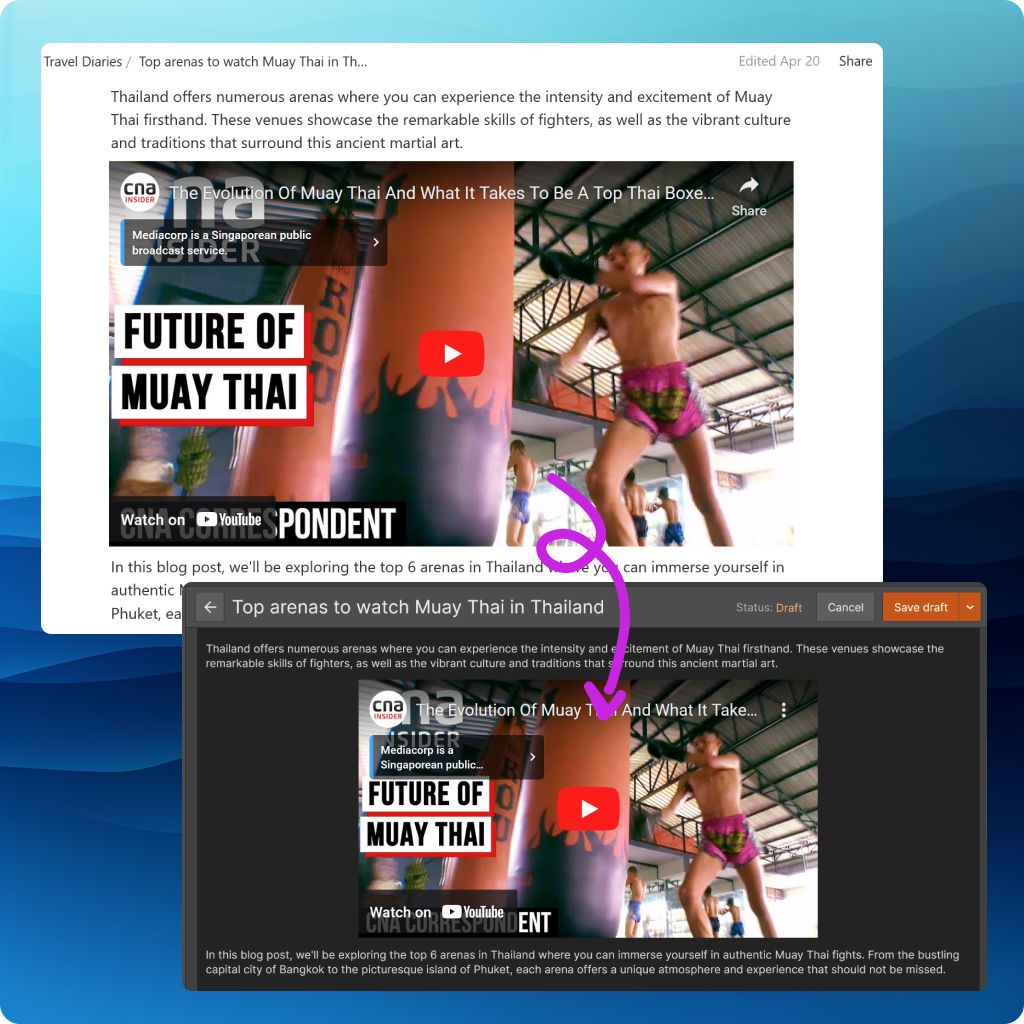 Travel Diaries / Top arenas to watch Muay Thai in Th...
Edited Apr 20
Share
Thailand offers numerous arenas where you can experience the intensity and excitement of Muay
Thai firsthand. These venues showcase the remarkable skills of fighters, as well as the vibrant culture
and traditions that surround this ancient martial art.
cna
INSIDER
The Evolution Of Muay Thai And What It Takes To Be A Top Thai Boxe...
Share
Mediacorp is a Singaporean public
broadcast service.
FUTURE OF
MUAY THAI
Watch on YouTube
CNA CORRESPONDENT
In this blog post, we'll be exploring the top 6 arenas in Thailand where you can immerse yourself in
authentic
Phuket, ea
Top arenas to watch Muay Thai in Thailand
Status: Draft
Cancel
Save draft
Thailand offers numerous arenas where you can experience the intensity and excitement of Muay Thai firsthand. These venues showcase the
remarkable skills of fighters, as well as the vibrant culture and traditions that surround this ancient martial art.
cna
INSIDER
The Evolution Of Muay Thai And What It Take...
Mediacorp is a
Singaporean public...
FUTURE OF
MUAY THAI
Watch on YouTube
CNA CORRESPONDENT
In this blog post, we'll be exploring the top 6 arenas in Thailand where you can immerse yourself in authentic Muay Thai fights. From the bustling
capital city of Bangkok to the picturesque island of Phuket, each arena offers a unique atmosphere and experience that should not be missed.